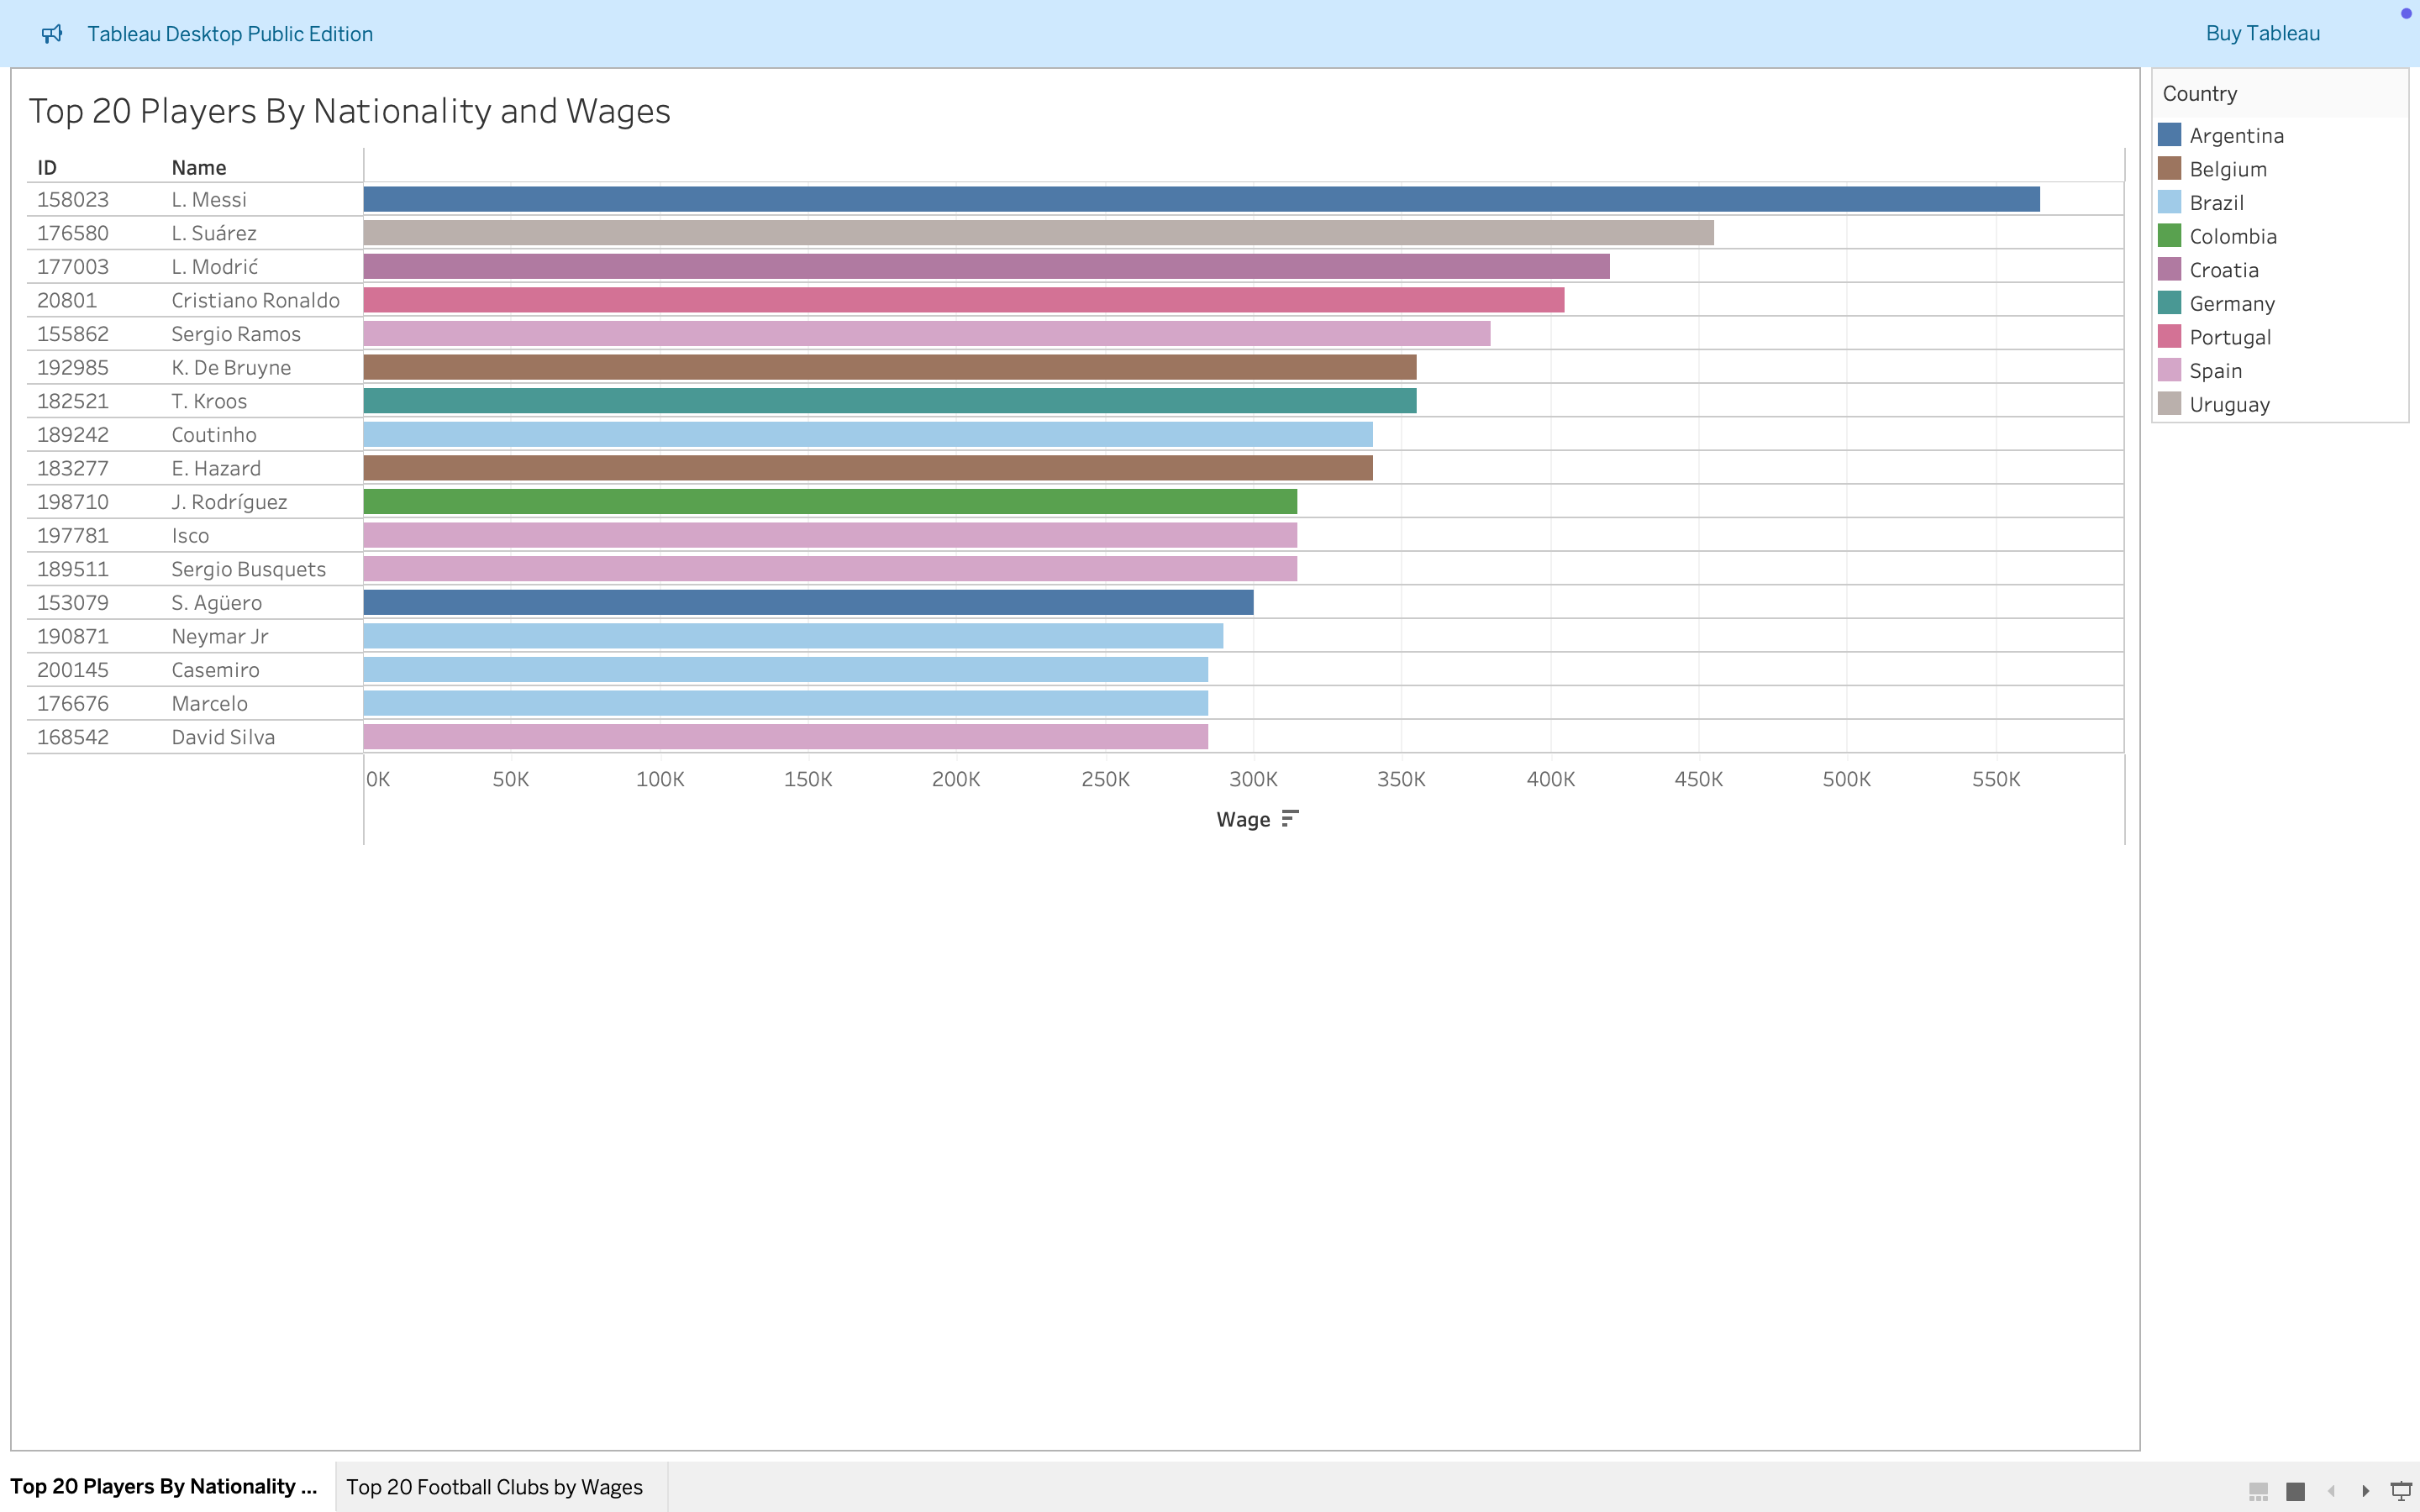 Tableau Desktop Public Edition
Buy Tableau
Top 20 Players By Nationality and Wages
ID Name
158023 L. Messi
176580 L. Suárez
177003 L. Modrić
20801 Cristiano Ronaldo
155862 Sergio Ramos
192985 K. De Bruyne
182521 T. Kroos
189242 Coutinho
183277 E. Hazard
198710 J. Rodríguez
197781 Isco
189511 Sergio Busquets
153079 S. Agüero
190871 Neymar Jr
200145 Casemiro
176676 Marcelo
168542 David Silva
0K 50K 100K 150K 200K 250K 300K 350K 400K 450K 500K 550K
Wage
Country
Argentina
Belgium
Brazil
Colombia
Croatia
Germany
Portugal
Spain
Uruguay
Top 20 Players By Nationality ...
Top 20 Football Clubs by Wages